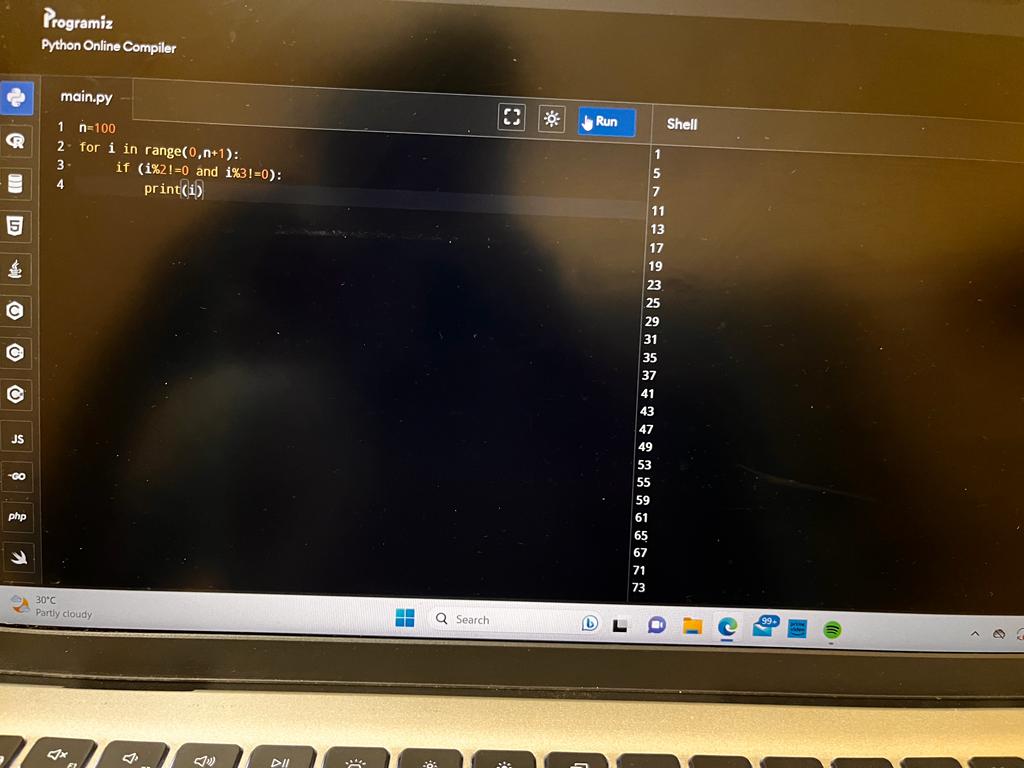 Programiz
Python Online Compiler
main.py
Run
Shell
1 n=100
2 for i in range(0,n+1):
3 if (i%2!=0 and i%3!=0):
4 print(i)
1
5
7
11
13
17
19
23
25
29
31
35
37
41
43
47
49
53
55
59
61
65
67
71
73
R
5
C
C
JS
GO
php
30°C
Partly cloudy
Search
b
99+
prime video